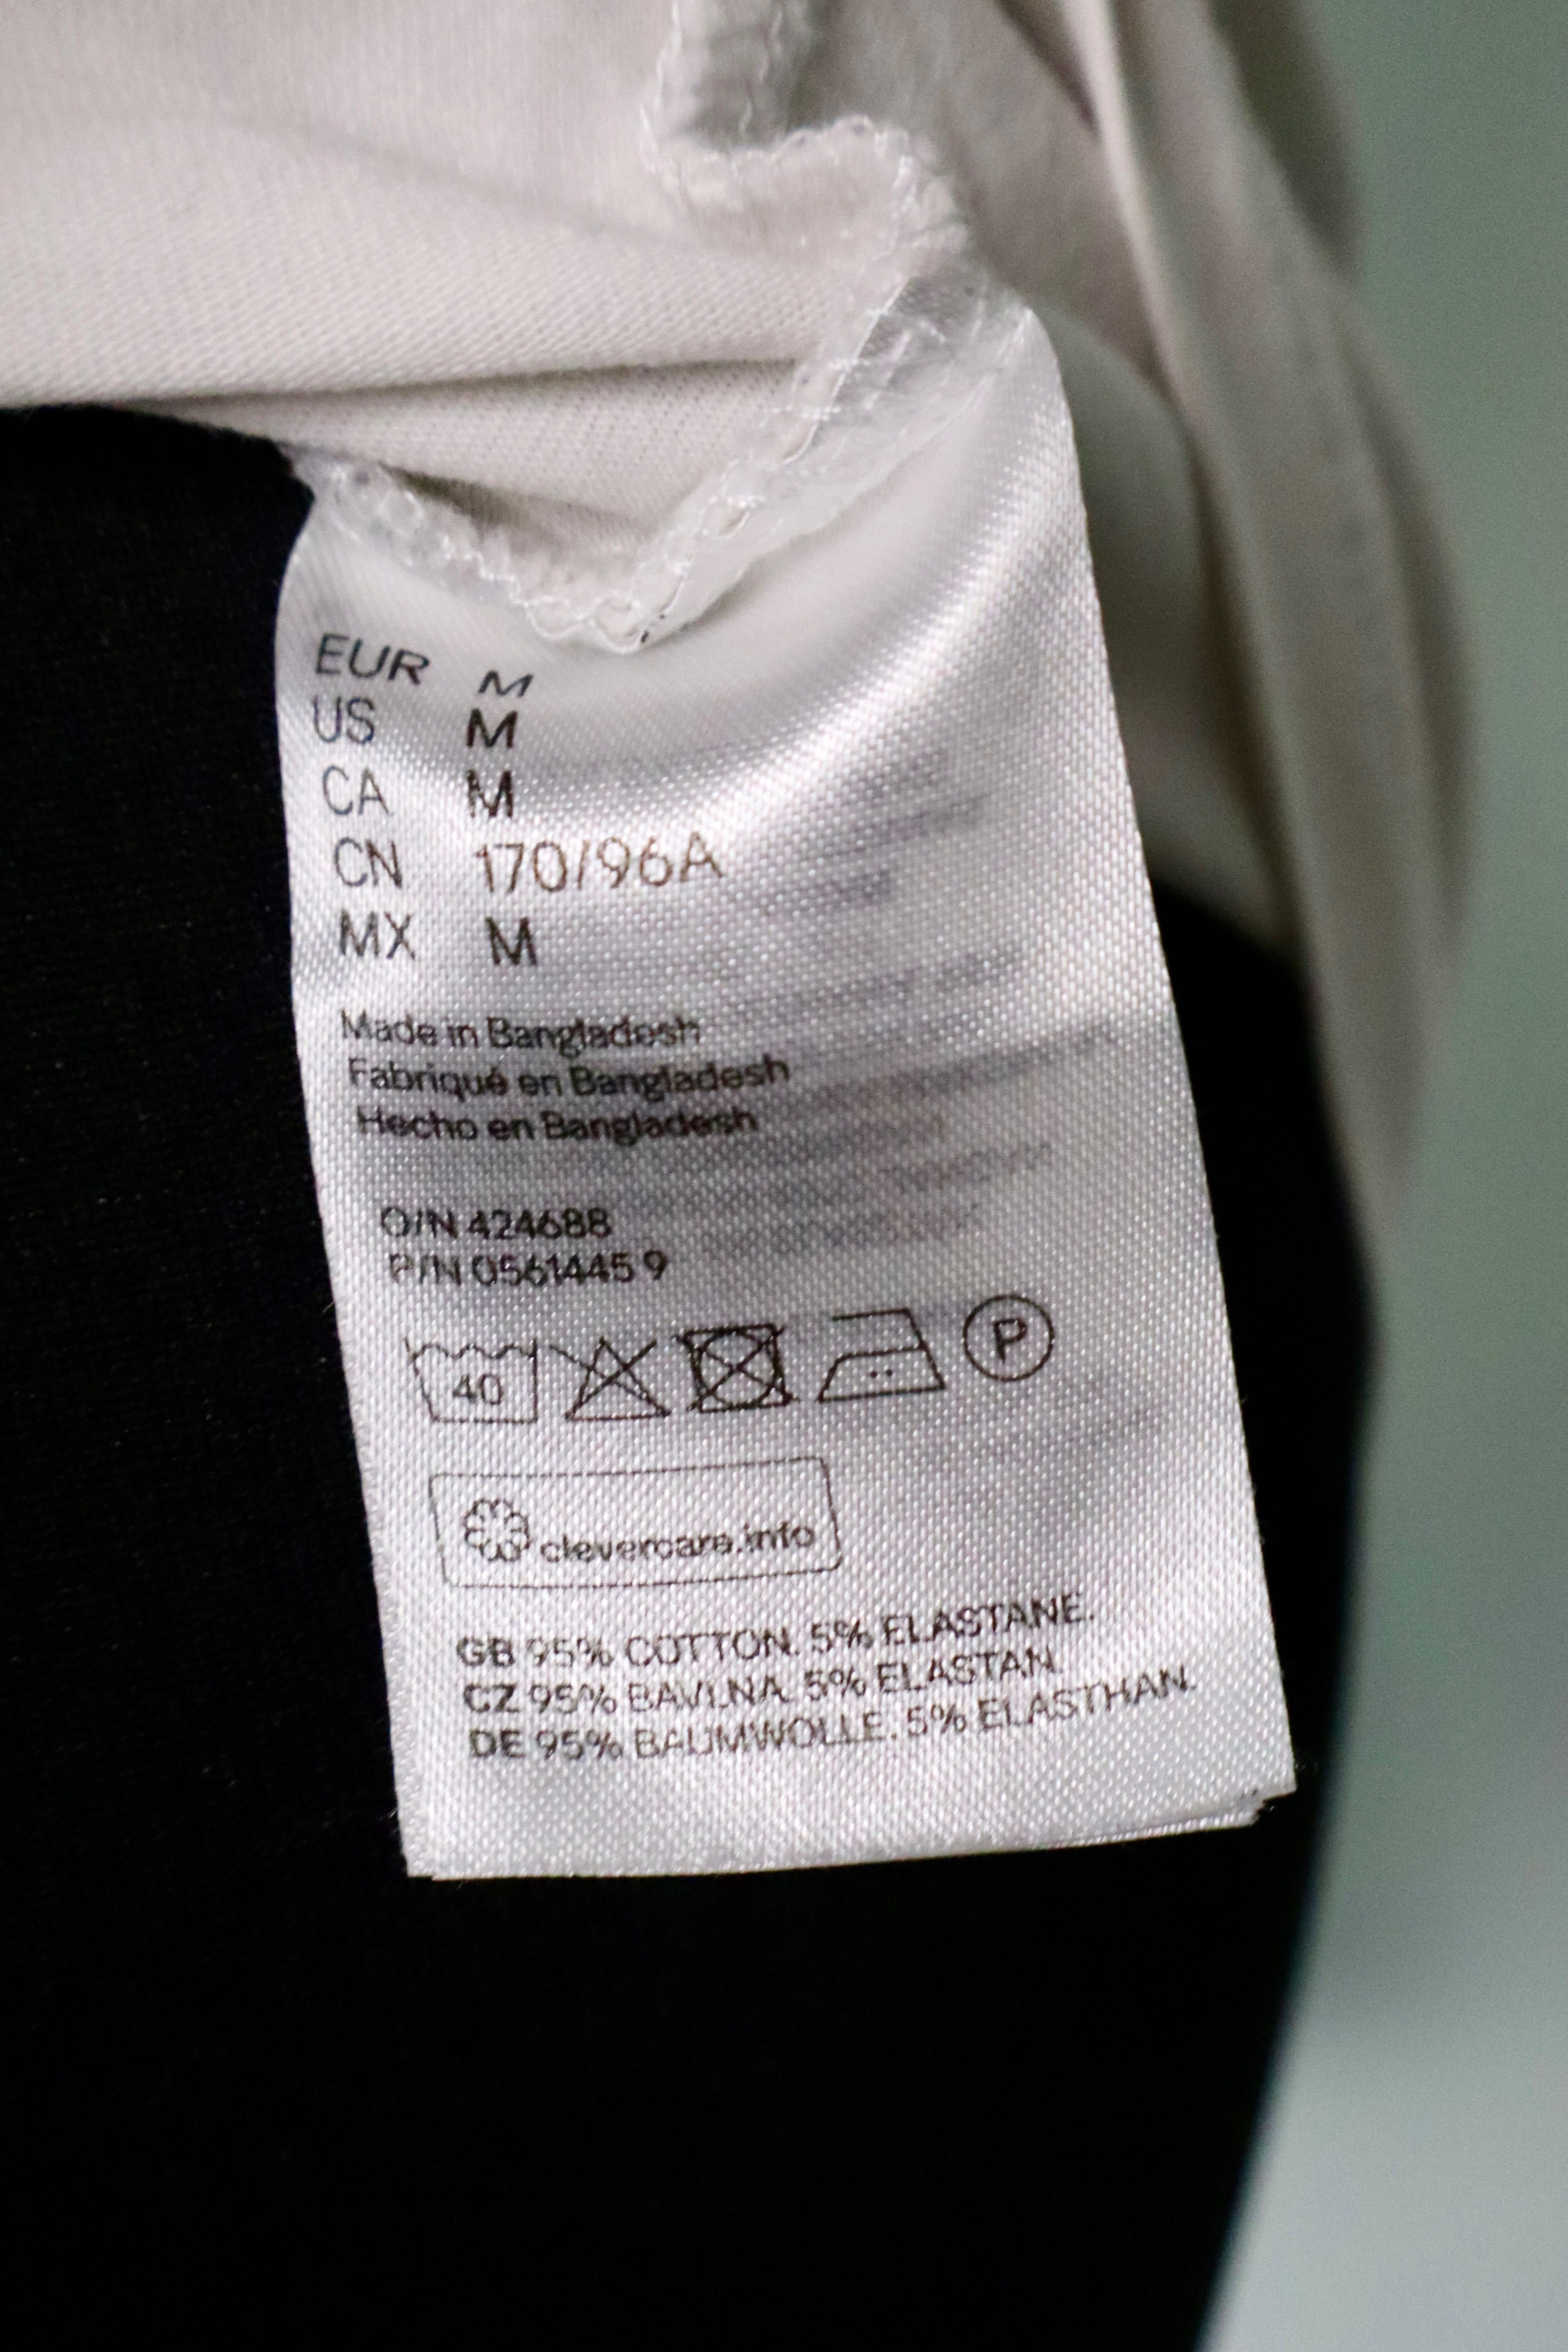 EUR M
US M
CA M
CN 170/96A
MX M
Made in Bangladesh
Fabriqué en Bangladesh
Hecho en Bangladesh
O/N 424688
P/N 0561445 9
40 P
clevercare.info
GB 95% COTTON. 5% ELASTANE.
CZ 95% BAVLNA. 5% ELASTAN
DE 95% BAUMWOLLE. 5% ELASTHAN.